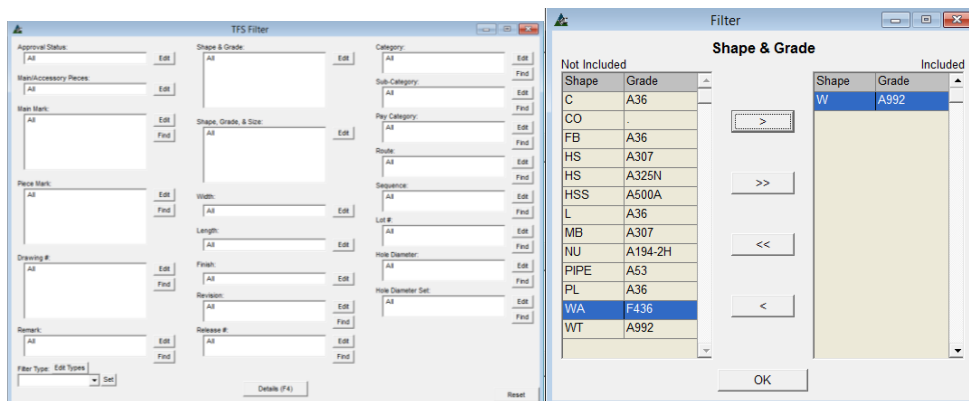 TFS Filter
Approval Status:
All
Edit
Main/Accessory Pieces:
All
Edit
Main Mark:
All
Edit
Find
Piece Mark:
All
Edit
Find
Drawing #:
All
Edit
Find
Remark:
All
Edit
Find
Filter Type: Edit Types
Set
Shape & Grade:
All
Edit
Shape, Grade, & Size:
All
Edit
Width:
All
Edit
Length:
All
Edit
Finish:
All
Edit
Revision:
All
Edit
Find
Release #:
All
Edit
Find
Details (F4)
Category:
All
Edit
Find
Sub-Category:
All
Edit
Find
Pay Category:
All
Edit
Find
Route:
All
Edit
Find
Sequence:
All
Edit
Find
Lot #:
All
Edit
Find
Hole Diameter:
All
Edit
Find
Hole Diameter Set:
All
Edit
Find
Reset
Filter
Shape & Grade
Not Included
Shape Grade
C A36
CO .
FB A36
HS A307
HS A325N
HSS A500A
L A36
MB A307
NU A194-2H
PIPE A53
PL A36
WA F436
WT A992
>
>>
<<
<
Included
Shape Grade
W A992
OK